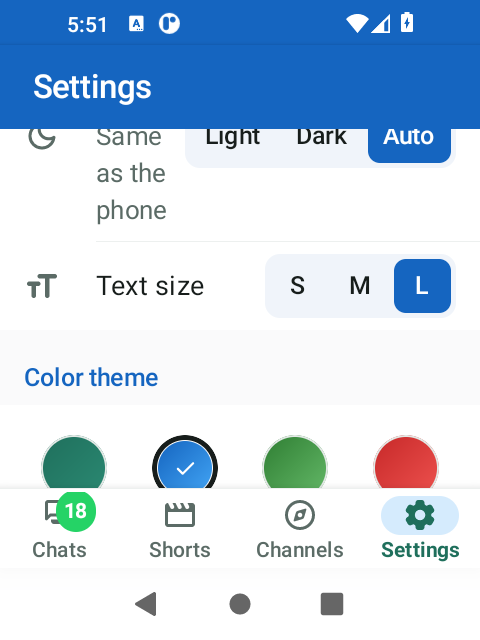 5:51
Settings
Same as the phone
Light Dark Auto
Text size
S M L
Color theme
18
Chats Shorts Channels Settings